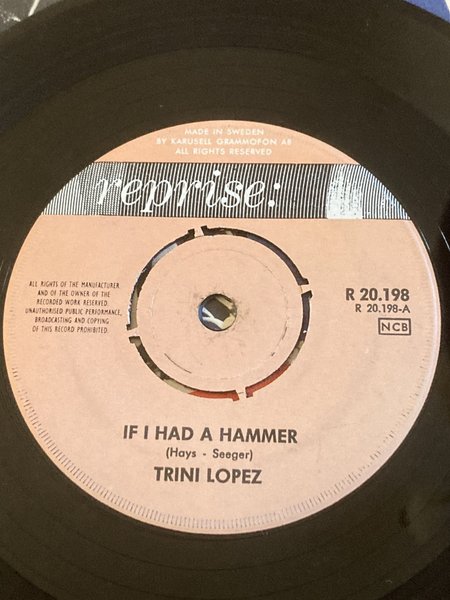 MADE IN SWEDEN
BY KARUSELL GRAMMOFON AB
ALL RIGHTS RESERVED
reprise:
ALL RIGHTS OF THE MANUFACTURER
AND OF THE OWNER OF THE
RECORDED WORK RESERVED.
UNAUTHORISED PUBLIC PERFORMANCE,
BROADCASTING AND COPYING
OF THIS RECORD PROHIBITED.
R 20.198
R 20.198-A
NCB
IF I HAD A HAMMER
(Hays - Seeger)
TRINI LOPEZ